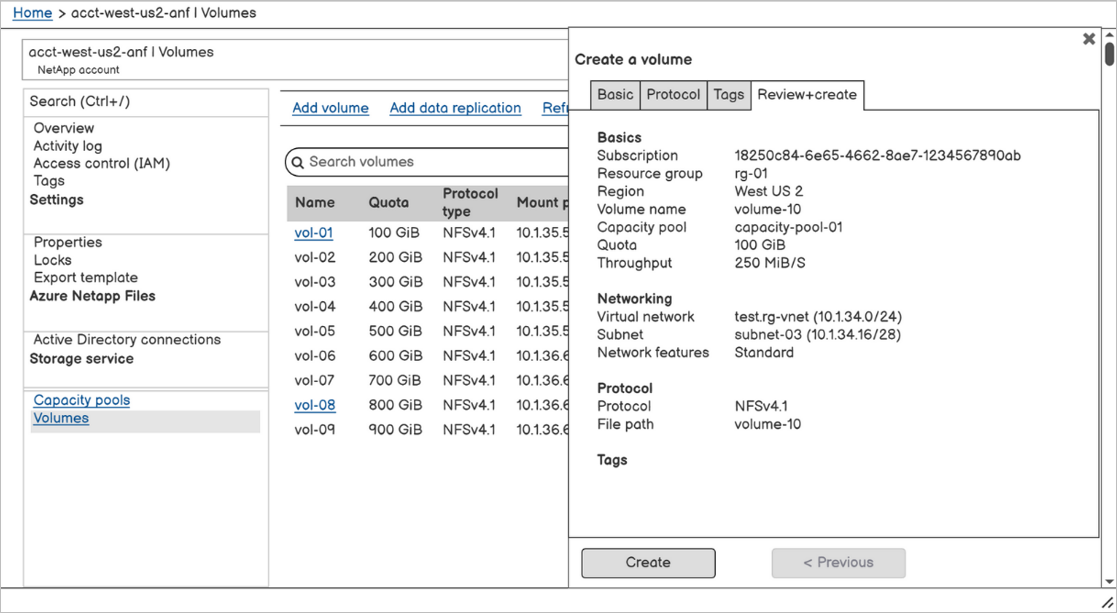 Home > acct-west-us2-anf | Volumes
acct-west-us2-anf | Volumes
NetApp account
Search (Ctrl+/)
Overview
Activity log
Access control (IAM)
Tags
Settings
Properties
Locks
Export template
Azure Netapp Files
Active Directory connections
Storage service
Capacity pools
Volumes
Add volume Add data replication Refr
Search volumes
Name Quota Protocol type Mount p
vol-01 100 GiB NFSv4.1 10.1.35.5
vol-02 200 GiB NFSv4.1 10.1.35.5
vol-03 300 GiB NFSv4.1 10.1.35.5
vol-04 400 GiB NFSv4.1 10.1.35.5
vol-05 500 GiB NFSv4.1 10.1.35.5
vol-06 600 GiB NFSv4.1 10.1.36.6
vol-07 700 GiB NFSv4.1 10.1.36.6
vol-08 800 GiB NFSv4.1 10.1.36.6
vol-09 900 GiB NFSv4.1 10.1.36.6
Create a volume
Basic Protocol Tags Review+create
Basics
Subscription 18250c84-6e65-4662-8ae7-1234567890ab
Resource group rg-01
Region West US 2
Volume name volume-10
Capacity pool capacity-pool-01
Quota 100 GiB
Throughput 250 MiB/S
Networking
Virtual network test.rg-vnet (10.1.34.0/24)
Subnet subnet-03 (10.1.34.16/28)
Network features Standard
Protocol
Protocol NFSv4.1
File path volume-10
Tags
Create < Previous